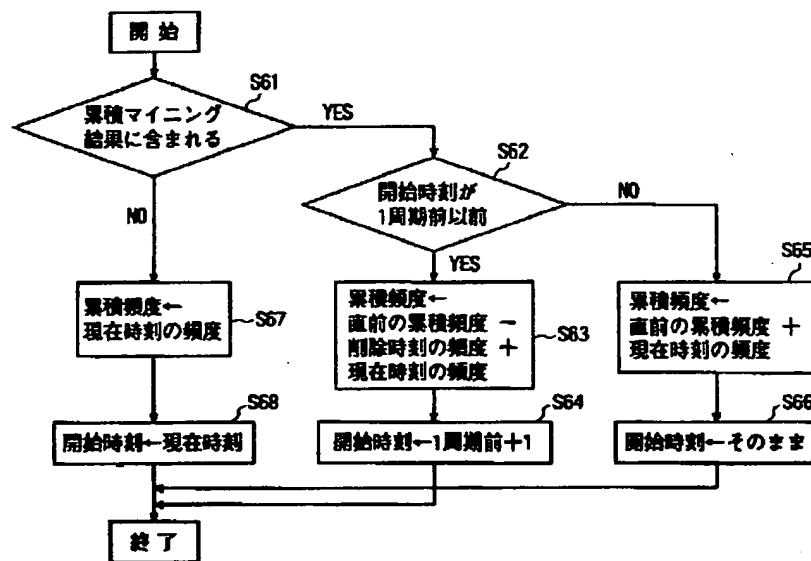 開始
S61
累積マイニング
結果に含まれる
YES
S62
開始時刻が
1周期前以前
NO
NO
YES
S65
累積頻度←
現在時刻の頻度
S67
累積頻度←
直前の累積頻度 −
削除時刻の頻度 +
現在時刻の頻度
S63
累積頻度←
直前の累積頻度 +
現在時刻の頻度
S68
開始時刻←現在時刻
S64
開始時刻←1周期前+1
S66
開始時刻←そのまま
終了